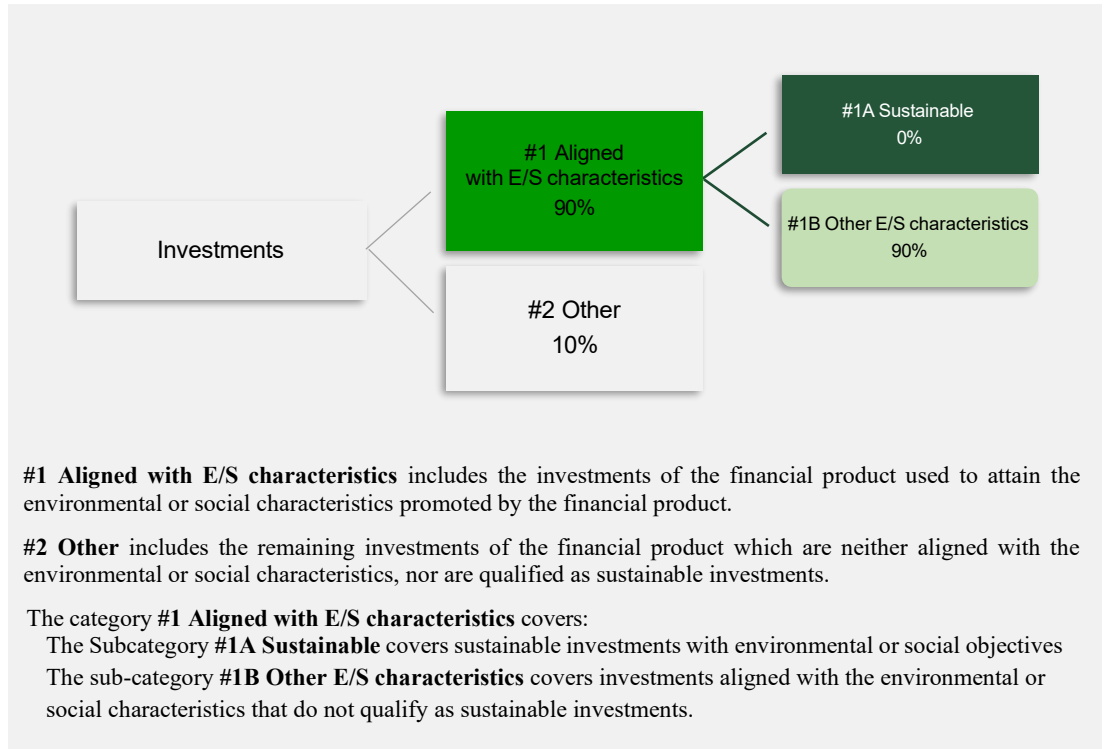 #1A Sustainable
0%
#1 Aligned
with E/S characteristics
90%
#1B Other E/S characteristics
90%
Investments
#2 Other
10%
#1 Aligned with E/S characteristics includes the investments of the financial product used to attain the
environmental or social characteristics promoted by the financial product.
#2 Other includes the remaining investments of the financial product which are neither aligned with the
environmental or social characteristics, nor are qualified as sustainable investments.
The category #1 Aligned with E/S characteristics covers:
The Subcategory #1A Sustainable covers sustainable investments with environmental or social objectives
The sub-category #1B Other E/S characteristics covers investments aligned with the environmental or
social characteristics that do not qualify as sustainable investments.